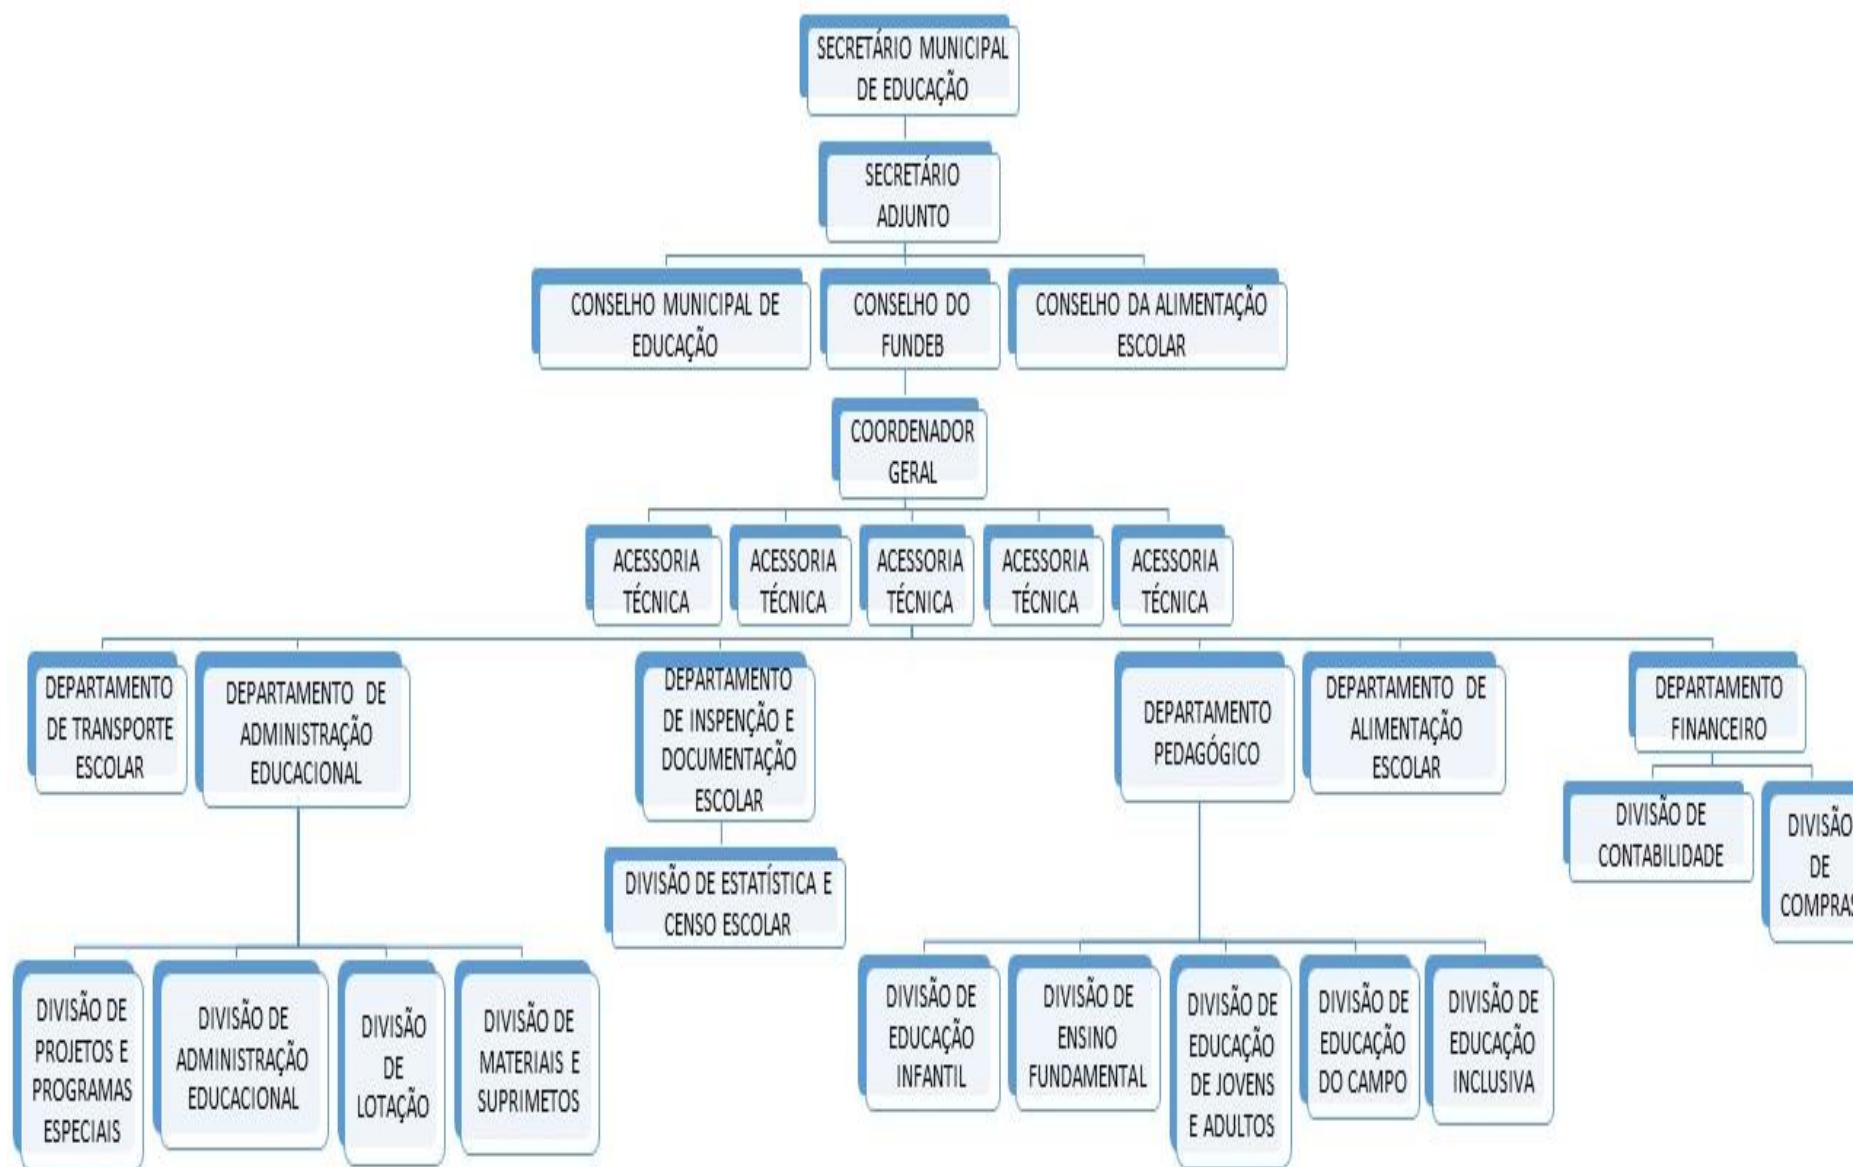 SECRETÁRIO MUNICIPAL
DE EDUCAÇÃO
SECRETÁRIO
ADJUNTO
CONSELHO MUNICIPAL DE
EDUCAÇÃO
CONSELHO DO
FUNDEB
CONSELHO DA ALIMENTAÇÃO
ESCOLAR
COORDENADOR
GERAL
ACESSORIA
TÉCNICA
ACESSORIA
TÉCNICA
ACESSORIA
TÉCNICA
ACESSORIA
TÉCNICA
ACESSORIA
TÉCNICA
DEPARTAMENTO
DE TRANSPORTE
ESCOLAR
DEPARTAMENTO DE
ADMINISTRAÇÃO
EDUCACIONAL
DEPARTAMENTO
DE INSPENÇÃO E
DOCUMENTAÇÃO
ESCOLAR
DEPARTAMENTO
PEDAGÓGICO
DEPARTAMENTO DE
ALIMENTAÇÃO
ESCOLAR
DEPARTAMENTO
FINANCEIRO
DIVISÃO DE
CONTABILIDADE
DIVISÃO
DE
COMPRAS
DIVISÃO DE ESTATÍSTICA E
CENSO ESCOLAR
DIVISÃO DE
PROJETOS E
PROGRAMAS
ESPECIAIS
DIVISÃO DE
ADMINISTRAÇÃO
EDUCACIONAL
DIVISÃO
DE
LOTAÇÃO
DIVISÃO DE
MATERIAIS E
SUPRIMETOS
DIVISÃO DE
EDUCAÇÃO
INFANTIL
DIVISÃO DE
ENSINO
FUNDAMENTAL
DIVISÃO DE
EDUCAÇÃO
DE JOVENS
E ADULTOS
DIVISÃO DE
EDUCAÇÃO
DO CAMPO
DIVISÃO DE
EDUCAÇÃO
INCLUSIVA